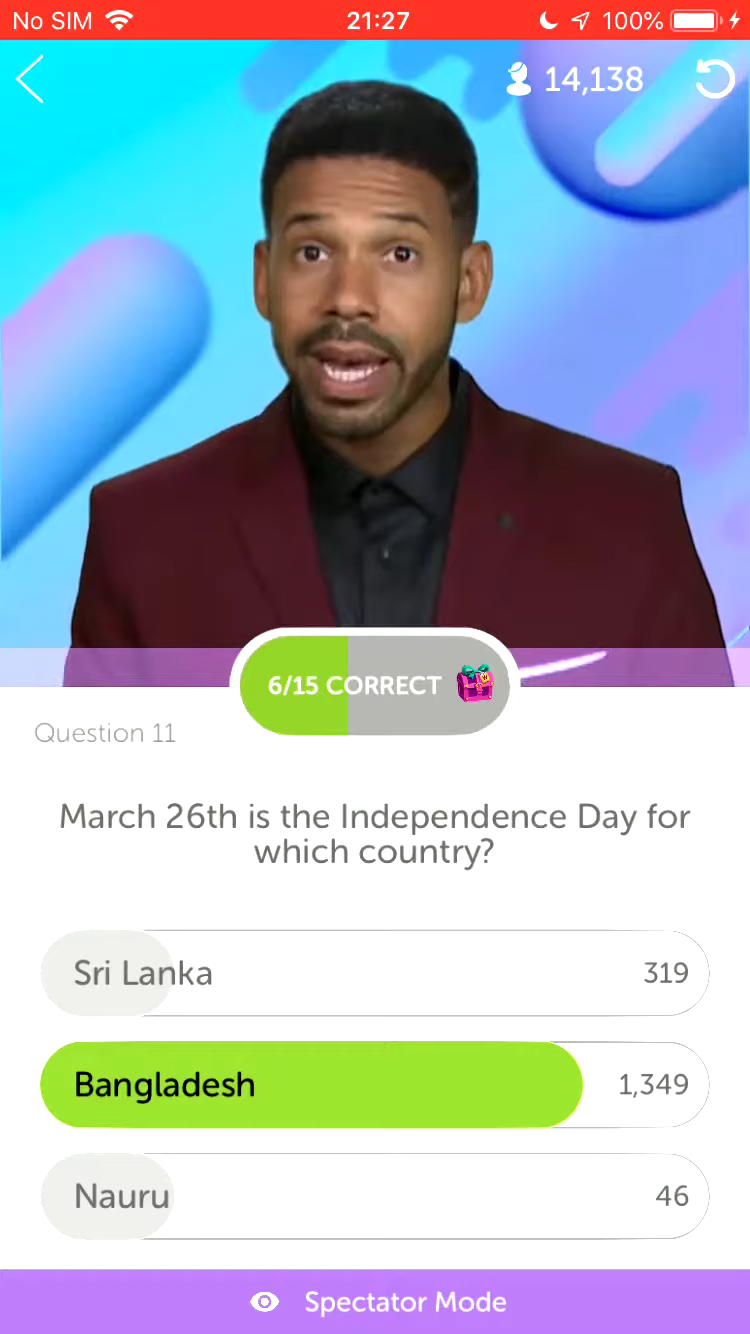 No SIM 21:27 100%
14,138
6/15 CORRECT
Question 11
March 26th is the Independence Day for
which country?
Sri Lanka 319
Bangladesh 1,349
Nauru 46
Spectator Mode